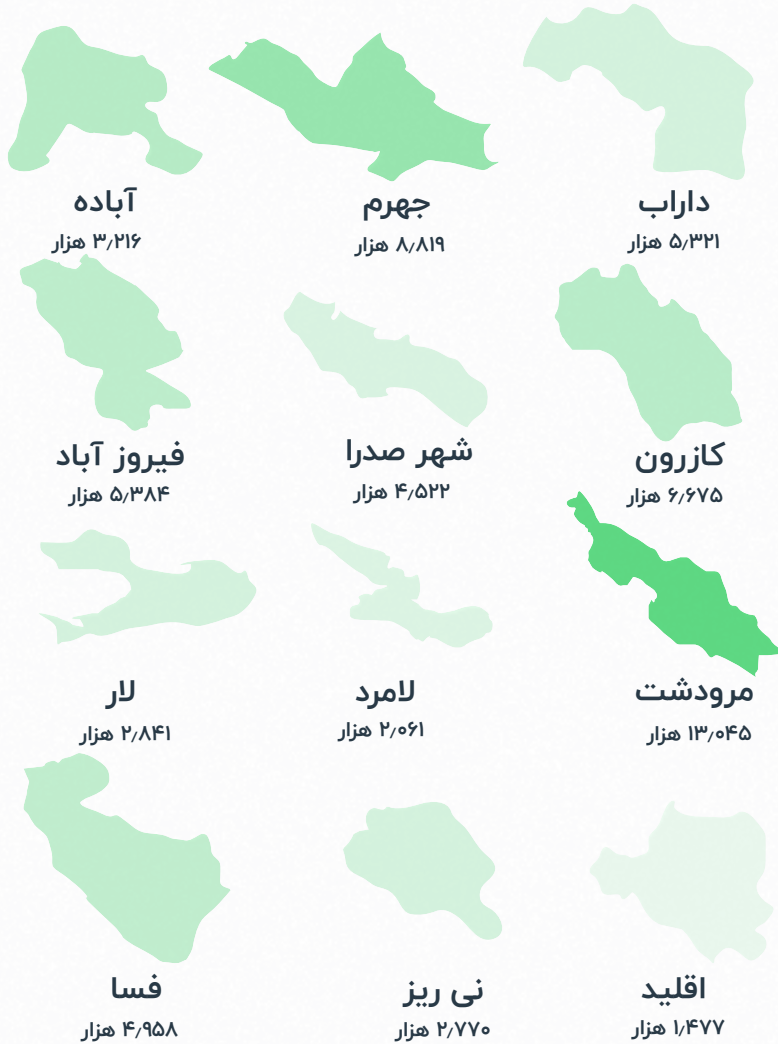 داراب
۵٫۳۲۱ هزار
جهرم
۸٫۸۱۹ هزار
آباده
۳٫۲۱۶ هزار
کازرون
۶٫۶۷۵ هزار
شهر صدرا
۴٫۵۲۲ هزار
فیروز آباد
۵٫۳۸۴ هزار
مرودشت
۱۳٫۰۴۵ هزار
لامرد
۲٫۰۶۱ هزار
لار
۲٫۸۴۱ هزار
اقلید
۱٫۴۷۷ هزار
نی ریز
۲٫۷۷۰ هزار
فسا
۴٫۹۵۸ هزار